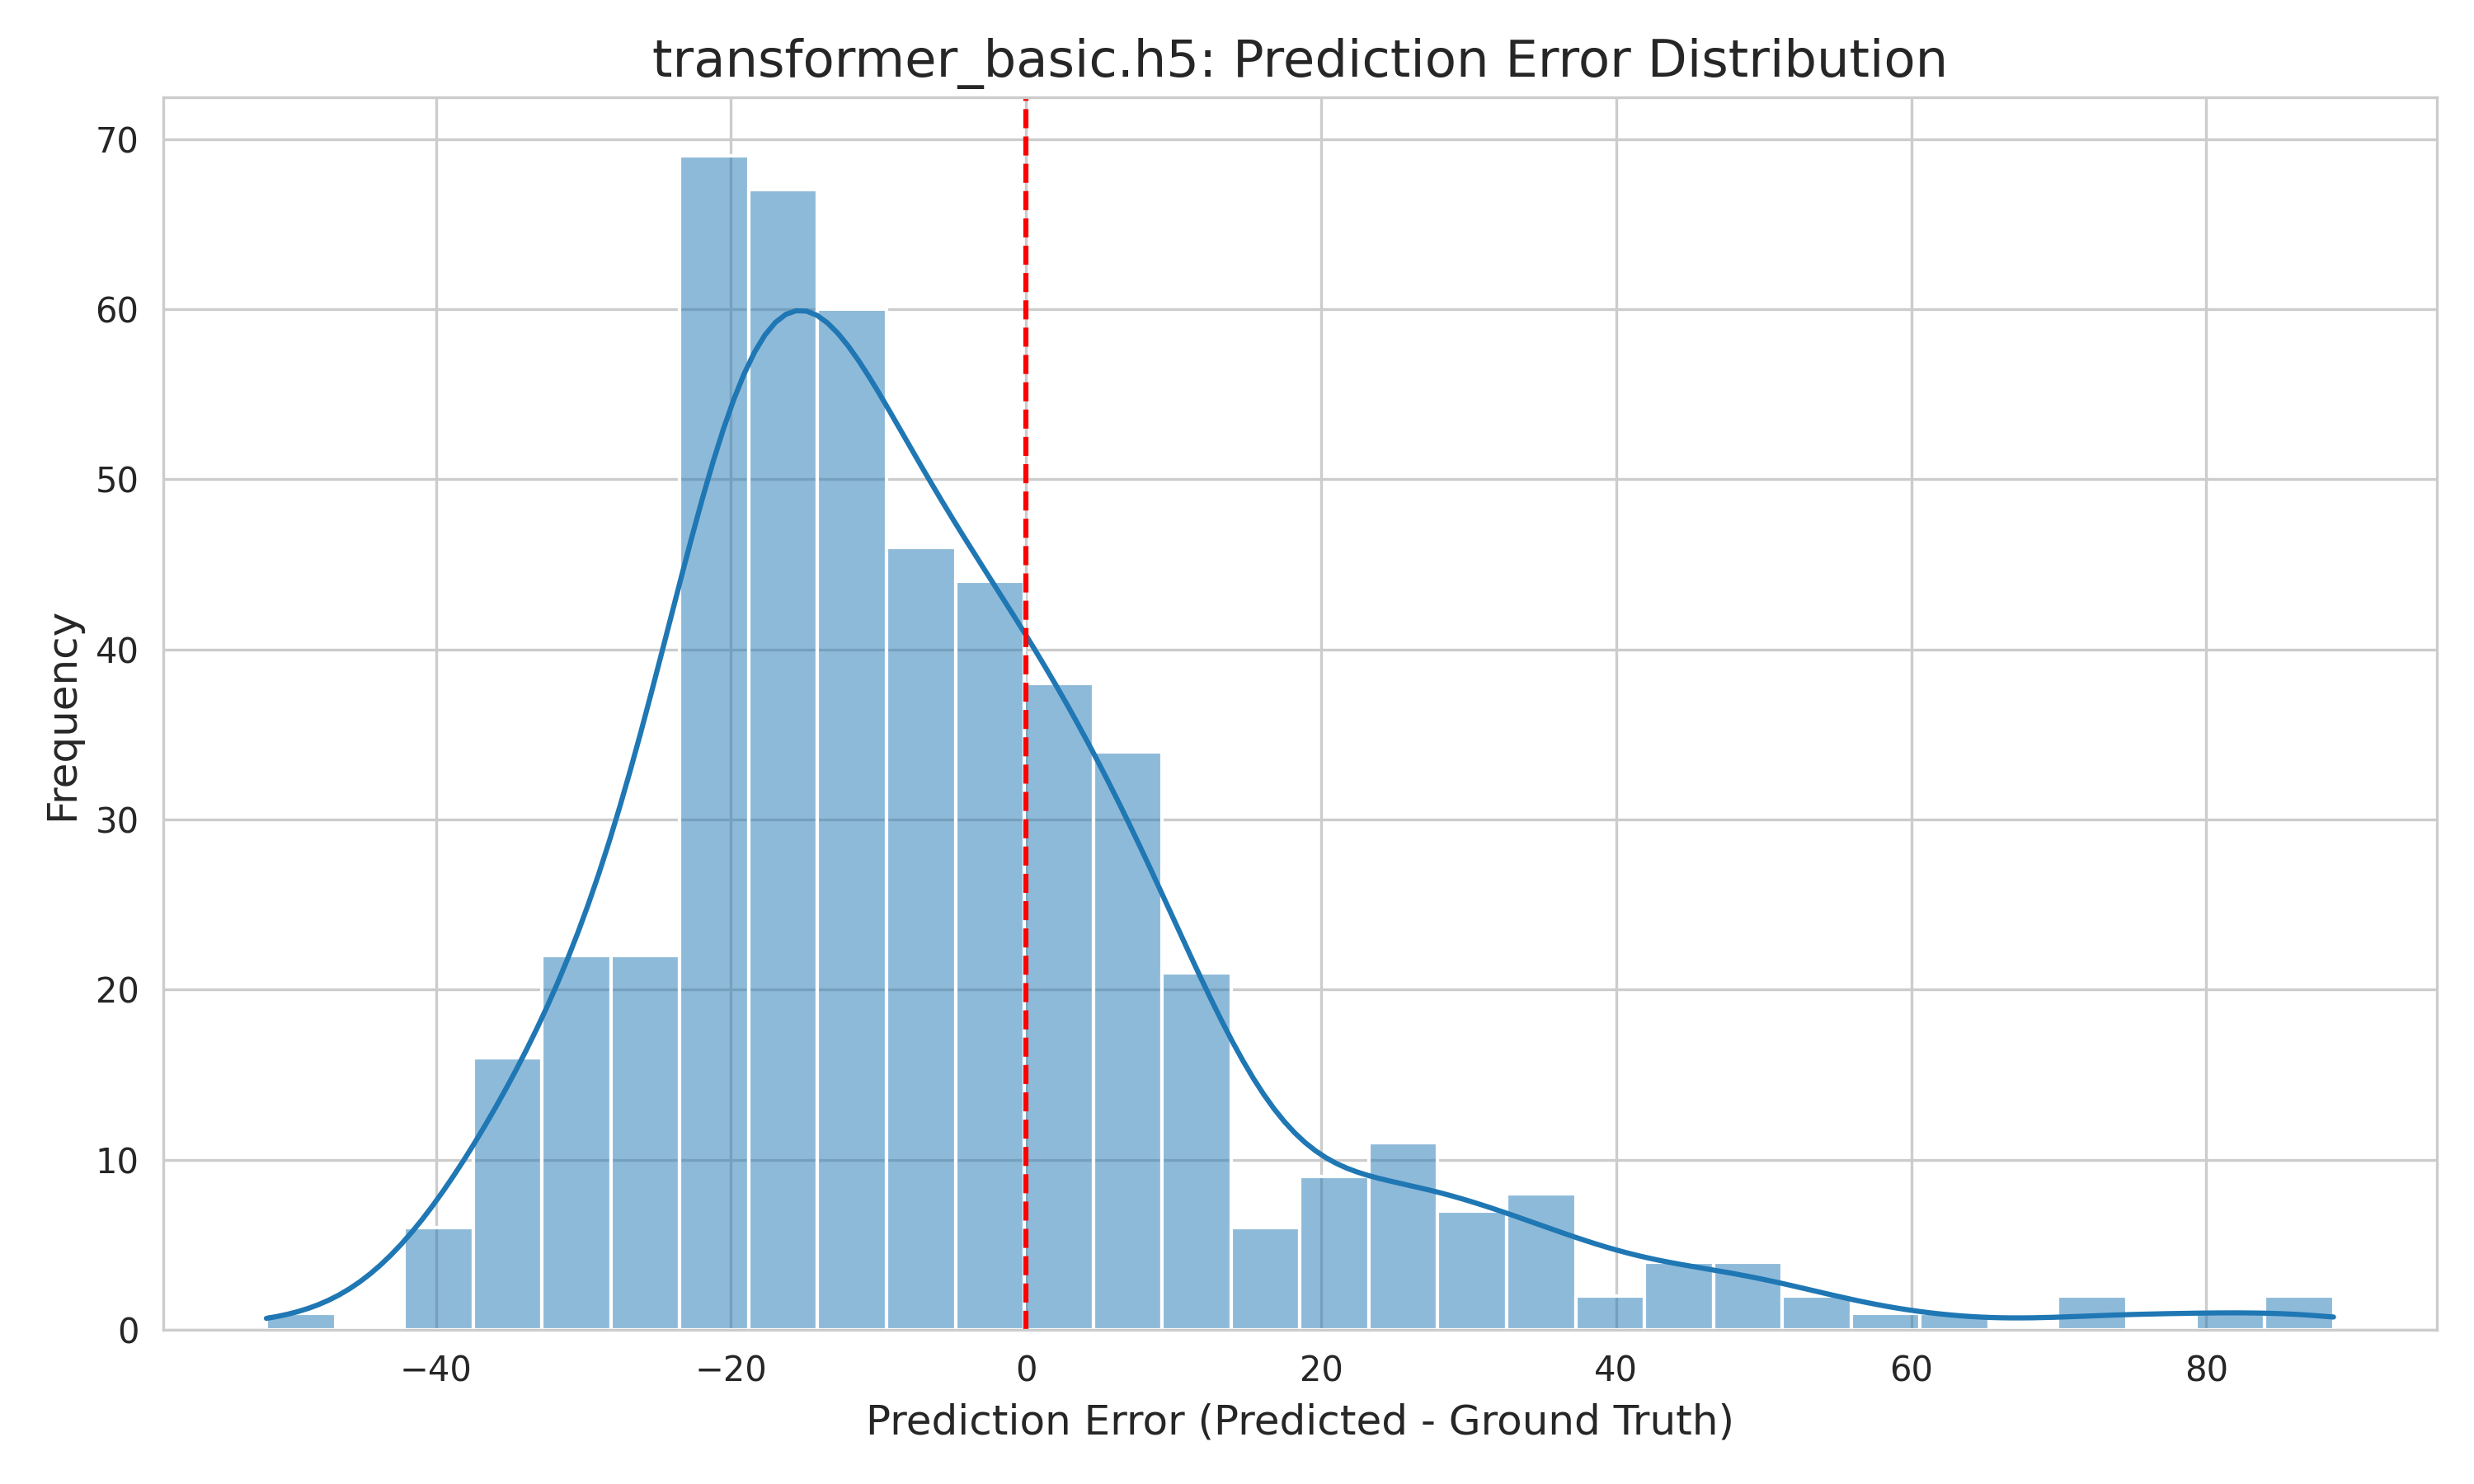 transformer_basic.h5: Prediction Error Distribution
70
60
50
40
30
20
10
0
Frequency
−40 −20 0 20 40 60 80
Prediction Error (Predicted - Ground Truth)